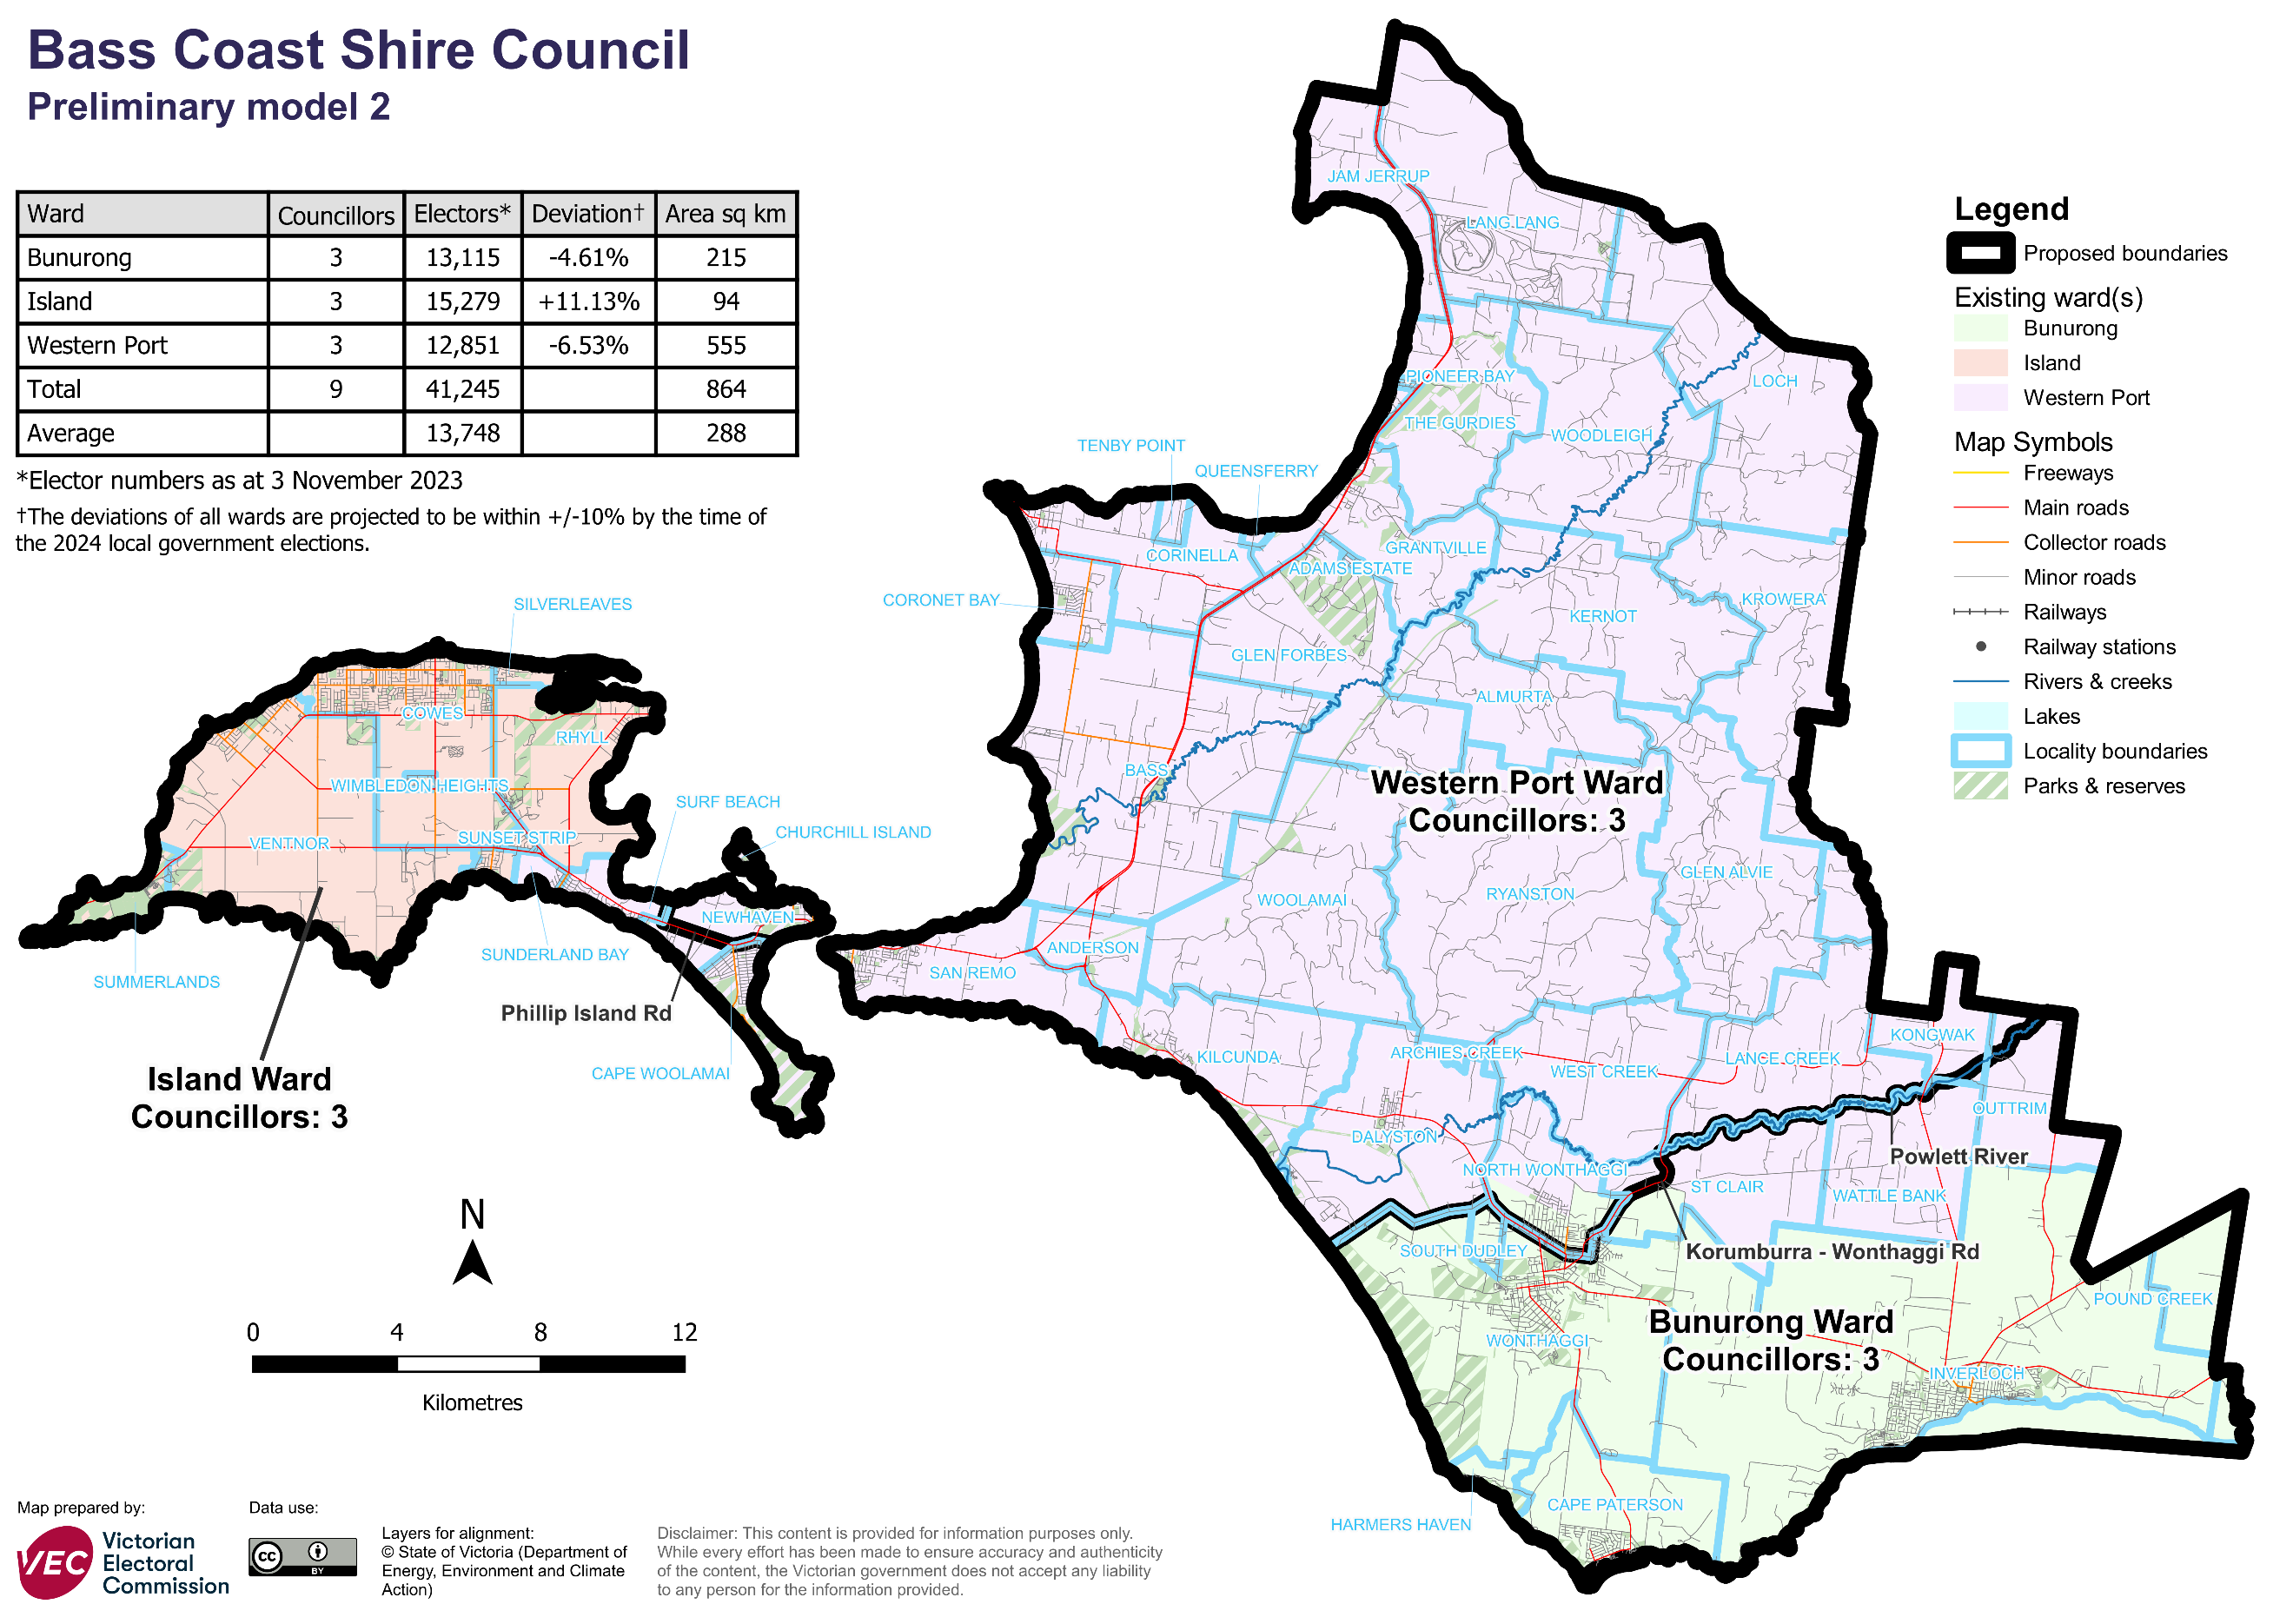 Bass Coast Shire Council
Preliminary model 2
Ward Councillors Electors* Deviation† Area sq km
Bunurong 3 13,115 -4.61% 215
Island 3 15,279 +11.13% 94
Western Port 3 12,851 -6.53% 555
Total 9 41,245 864
Average 13,748 288
*Elector numbers as at 3 November 2023
†The deviations of all wards are projected to be within +/-10% by the time of
the 2024 local government elections.
Legend
Proposed boundaries
Existing ward(s)
Bunurong
Island
Western Port
Map Symbols
Freeways
Main roads
Collector roads
Minor roads
Railways
Railway stations
Rivers & creeks
Lakes
Locality boundaries
Parks & reserves
JAM JERRUP
LANG LANG
PIONEER BAY
LOCH
THE GURDIES
WOODLEIGH
TENBY POINT
QUEENSFERRY
CORINELLA
GRANTVILLE
ADAMS ESTATE
CORONET BAY
KROWERA
KERNOT
GLEN FORBES
ALMURTA
BASS
Western Port Ward
Councillors: 3
GLEN ALVIE
RYANSTON
WOOLAMAI
ANDERSON
SAN REMO
KILCUNDA
ARCHIES CREEK
WEST CREEK
LANCE CREEK
KONGWAK
OUTTRIM
DALYSTON
Powlett River
NORTH WONTHAGGI
ST CLAIR
WATTLE BANK
SOUTH DUDLEY
Korumburra - Wonthaggi Rd
POUND CREEK
Bunurong Ward
Councillors: 3
WONTHAGGI
INVERLOCH
CAPE PATERSON
HARMERS HAVEN
SILVERLEAVES
COWES
RHYLL
WIMBLEDON HEIGHTS
SURF BEACH
CHURCHILL ISLAND
VENTNOR
SUNSET STRIP
NEWHAVEN
SUNDERLAND BAY
SUMMERLANDS
Phillip Island Rd
CAPE WOOLAMAI
Island Ward
Councillors: 3
N
0 4 8 12
Kilometres
Map prepared by:
VEC
Victorian
Electoral
Commission
Data use:
cc
BY
Layers for alignment:
© State of Victoria (Department of
Energy, Environment and Climate
Action)
Disclaimer: This content is provided for information purposes only.
While every effort has been made to ensure accuracy and authenticity
of the content, the Victorian government does not accept any liability
to any person for the information provided.